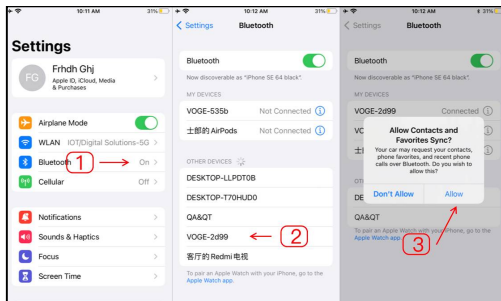 10:11 AM
31%
Settings
FG
Frhdh Ghj
Apple ID, iCloud, Media
& Purchases
Airplane Mode
WLAN IOT/Digital Solutions-5G
Bluetooth On
1
Cellular Off
Notifications
Sounds & Haptics
Focus
Screen Time
10:12 AM
31%
Settings
Bluetooth
Bluetooth
Now discoverable as "iPhone SE 64 black".
MY DEVICES
VOGE-535b Not Connected
士郎的 AirPods Not Connected
OTHER DEVICES
DESKTOP-LLPDT0B
DESKTOP-T70HUD0
QA&QT
VOGE-2d99
2
客厅的 Redmi 电视
To pair an Apple Watch with your iPhone, go to the
Apple Watch app.
10:12 AM
31%
Settings
Bluetooth
Bluetooth
Now discoverable as "iPhone SE 64 black".
MY DEVICES
VOGE-2d99 Connected
VO
士
Allow Contacts and
Favorites Sync?
Your car may request your contacts,
phone favorites, and recent phone
calls over Bluetooth. Do you wish to
allow this?
Don't Allow
Allow
OT
DE
QA&QT
To pair an Apple Watch with your iPhone, go to the
Apple Watch app.
3